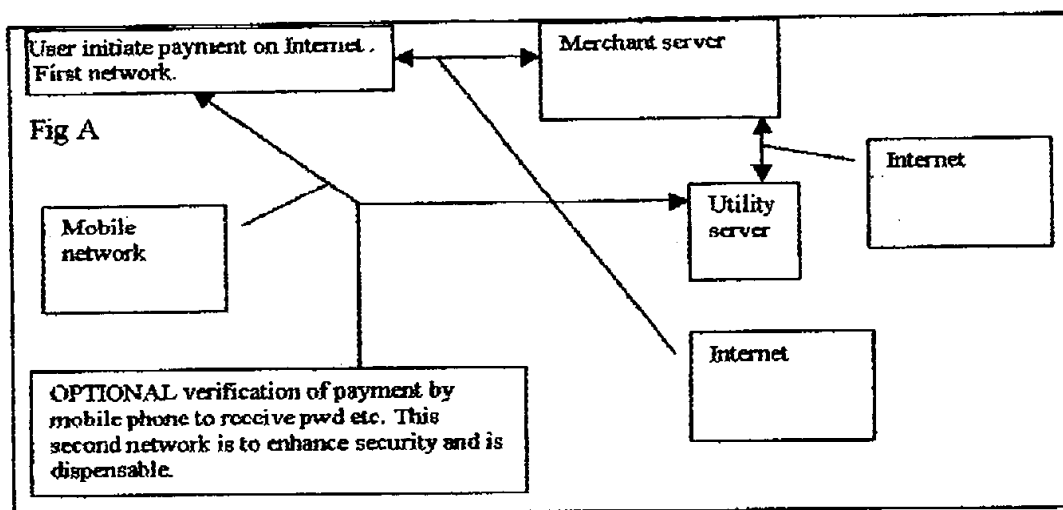 User initiate payment on Internet.
First network.
Merchant server
Fig A
Internet
Mobile
network
Utility
server
Internet
OPTIONAL verification of payment by
mobile phone to receive pwd etc. This
second network is to enhance security and is
dispensable.